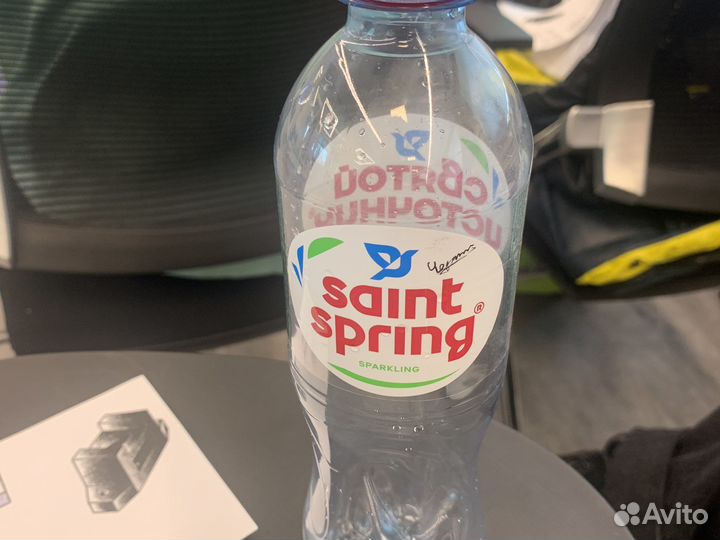 СВЯТОЙ
ИСТОЧНИК
saint
spring®
SPARKLING
Avito